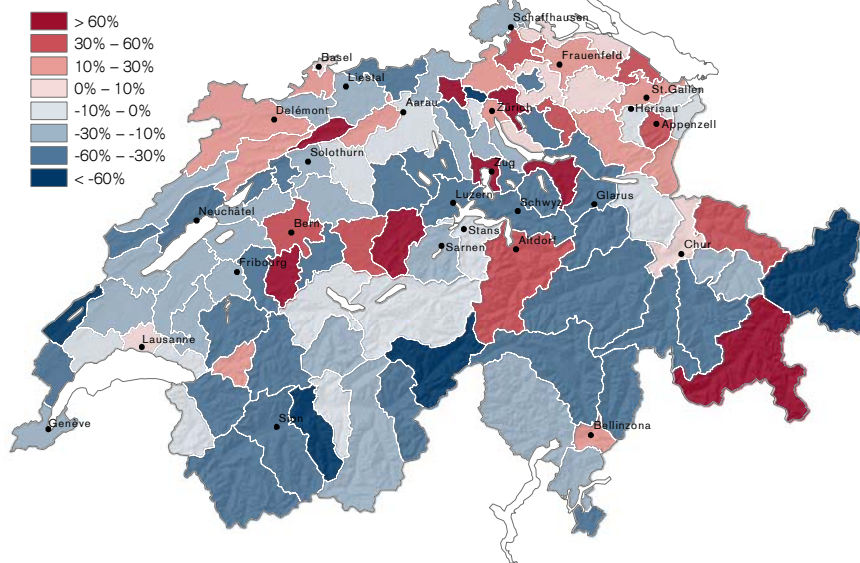 > 60%
30% – 60%
10% – 30%
0% – 10%
-10% – 0%
-30% – -10%
-60% – -30%
< -60%
Schaffhausen
Basel
Frauenfeld
Liestal
St.Gallen
Delémont
Aarau
Zürich
Herisau
Appenzell
Solothurn
Zug
Luzern
Glarus
Neuchâtel
Schwyz
Bern
Stans
Altdorf
Sarnen
Chur
Fribourg
Lausanne
Genève
Sion
Bellinzona